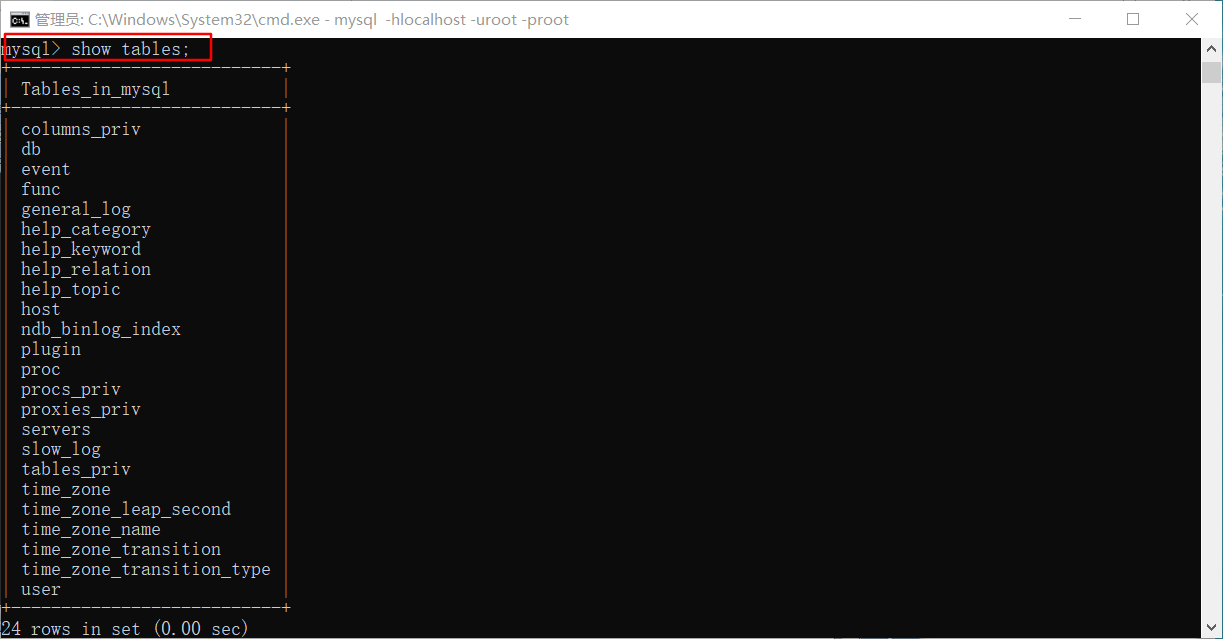 管理员: C:\Windows\System32\cmd.exe - mysql  -hlocalhost -uroot -proot
mysql> show tables;
+---------------------------+
| Tables_in_mysql           |
+---------------------------+
| columns_priv              |
| db                        |
| event                     |
| func                      |
| general_log               |
| help_category             |
| help_keyword              |
| help_relation             |
| help_topic                |
| host                      |
| ndb_binlog_index          |
| plugin                    |
| proc                      |
| procs_priv                |
| proxies_priv              |
| servers                   |
| slow_log                  |
| tables_priv               |
| time_zone                 |
| time_zone_leap_second     |
| time_zone_name            |
| time_zone_transition      |
| time_zone_transition_type |
| user                      |
+---------------------------+
24 rows in set (0.00 sec)